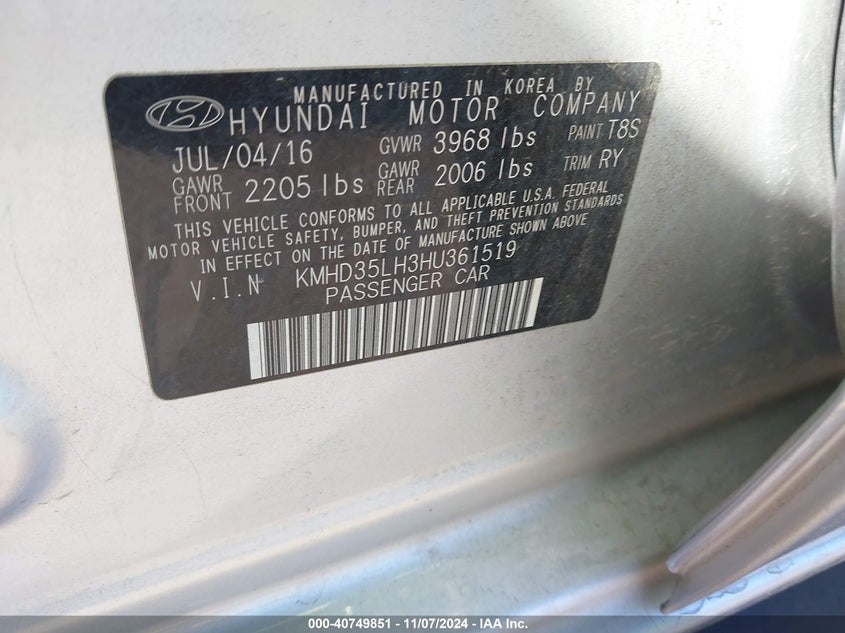 MANUFACTURED IN KOREA BY
HYUNDAI MOTOR COMPANY
JUL/04/16 GVWR 3968 lbs PAINT T8S
GAWR FRONT 2205 lbs GAWR REAR 2006 lbs TRIM RY
THIS VEHICLE CONFORMS TO ALL APPLICABLE U.S.A. FEDERAL
MOTOR VEHICLE SAFETY, BUMPER, AND THEFT PREVENTION STANDARDS
IN EFFECT ON THE DATE OF MANUFACTURE SHOWN ABOVE
V.I.N KMHD35LH3HU361519
PASSENGER CAR
000-40749851 - 11/07/2024 - IAA Inc.